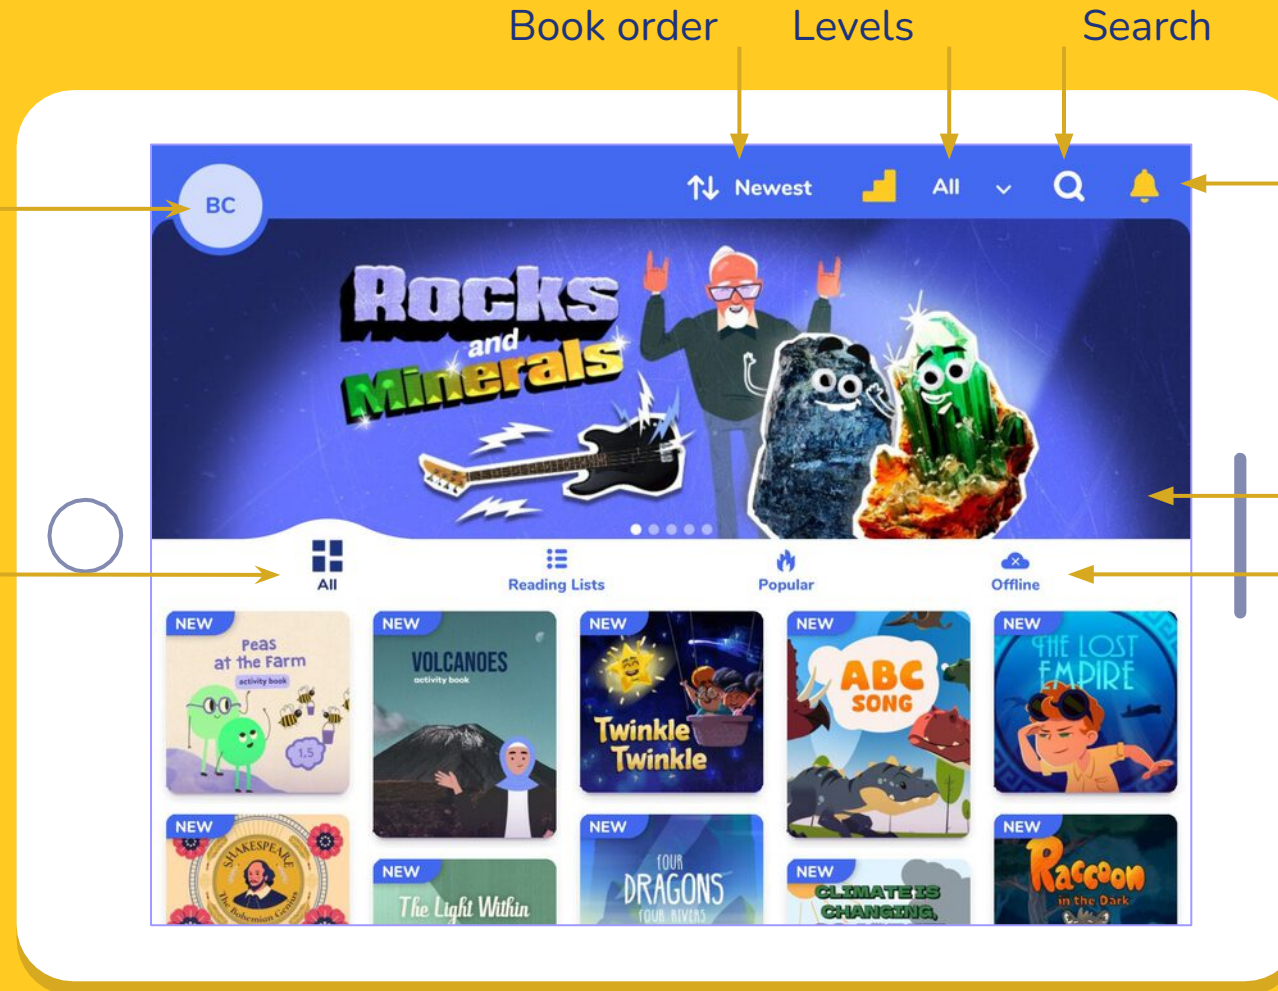 Book order Levels Search
BC
Newest
All
Rocks
and
Minerals
All
Reading Lists
Popular
Offline
NEW
Peas
at the Farm
activity book
1,5
NEW
VOLCANOES
activity book
NEW
Twinkle
Twinkle
NEW
ABC
SONG
NEW
THE LOST
EMPIRE
NEW
SHAKESPEARE
The Bohemian Genius
NEW
The Light Within
NEW
FOUR
DRAGONS
FOUR RIVERS
NEW
CLIMATE IS
CHANGING,
NEW
Raccoon
in the Dark